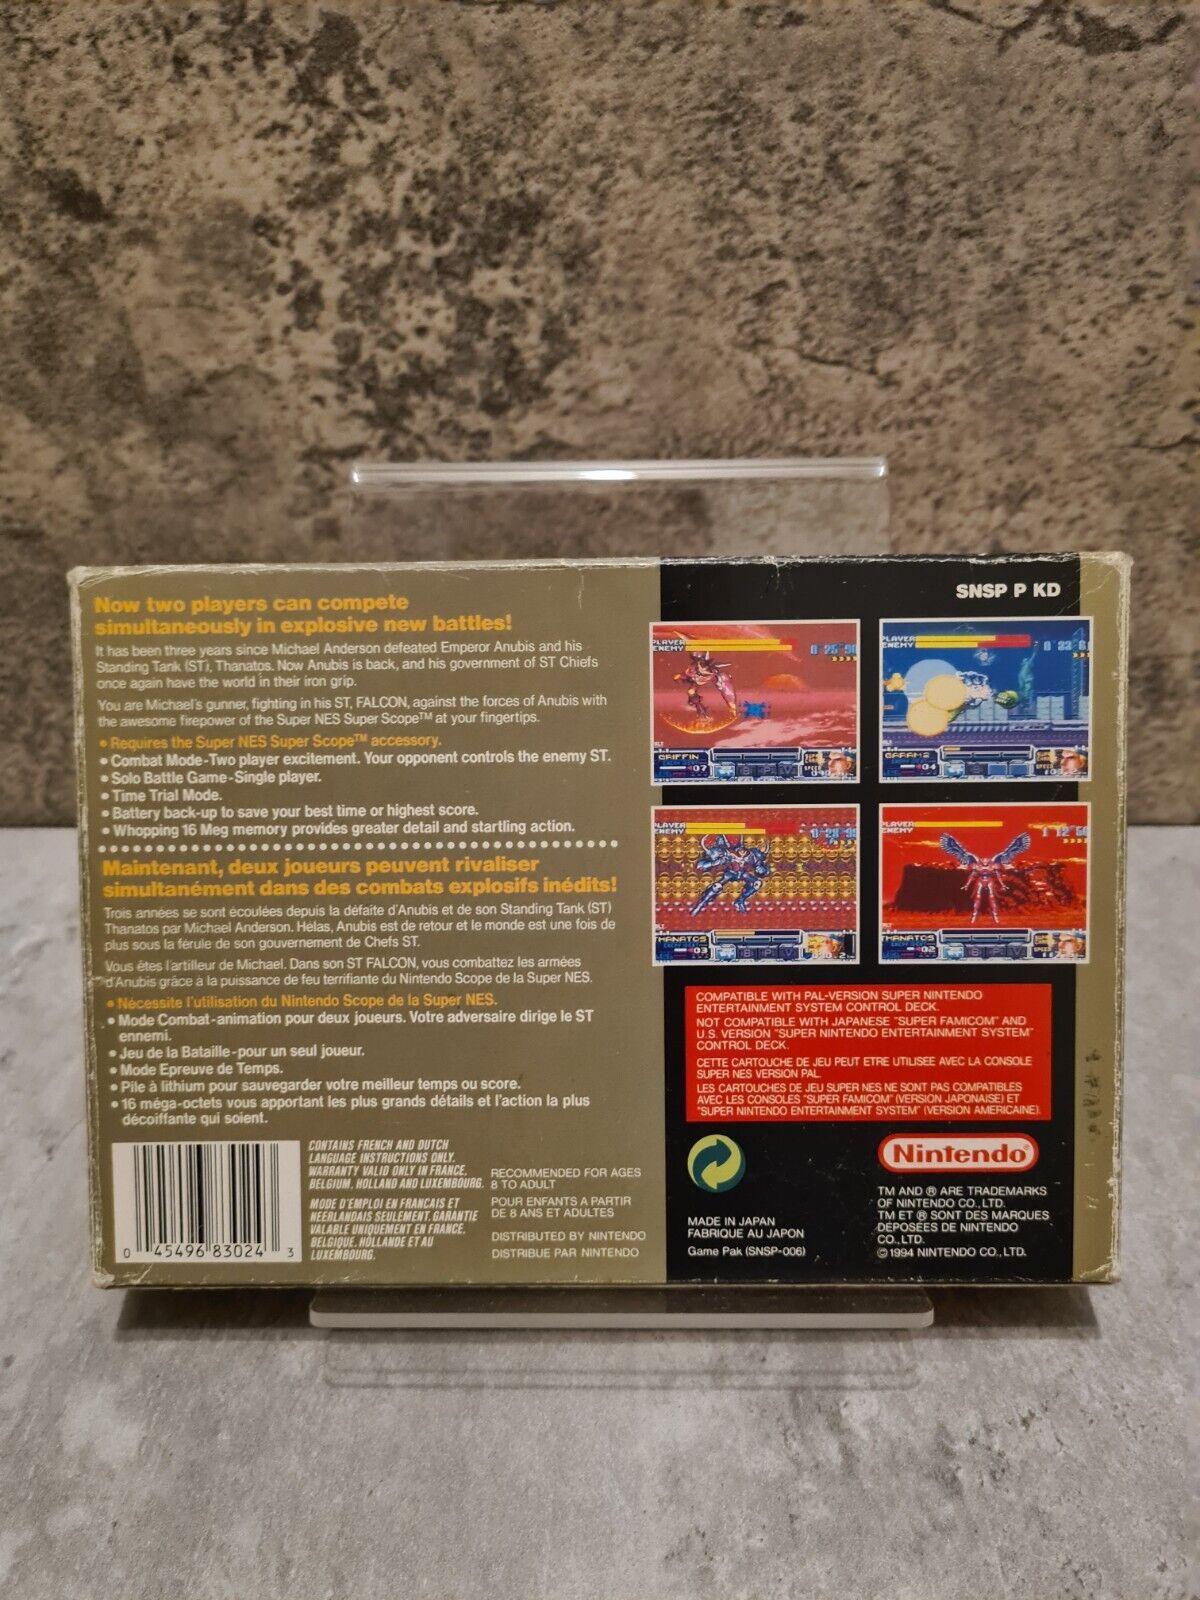 Now two players can compete
simultaneously in explosive new battles!
It has been three years since Michael Anderson defeated Emperor Anubis and his
Standing Tank (ST), Thanatos. Now Anubis is back, and his government of ST Chiefs
once again have the world in their iron grip.
You are Michael's gunner, fighting in his ST, FALCON, against the forces of Anubis with
the awesome firepower of the Super NES Super Scope™ at your fingertips.
• Requires the Super NES Super Scope™ accessory.
• Combat Mode-Two player excitement. Your opponent controls the enemy ST.
• Solo Battle Game-Single player.
• Time Trial Mode.
• Battery back-up to save your best time or highest score.
• Whopping 16 Meg memory provides greater detail and startling action.
Maintenant, deux joueurs peuvent rivaliser
simultanément dans des combats explosifs inédits!
Trois années se sont écoulées depuis la défaite d'Anubis et de son Standing Tank (ST)
Thanatos par Michael Anderson. Hélas, Anubis est de retour et le monde est une fois de
plus sous la férule de son gouvernement de Chefs ST.
Vous êtes l'artilleur de Michael. Dans son ST FALCON, vous combattez les armées
d'Anubis grâce à la puissance de feu terrifiante du Nintendo Scope de la Super NES.
• Nécessite l'utilisation du Nintendo Scope de la Super NES.
• Mode Combat-animation pour deux joueurs. Votre adversaire dirige le ST
ennemi.
• Jeu de la Bataille-pour un seul joueur.
• Mode Epreuve de Temps.
• Pile à lithium pour sauvegarder votre meilleur temps ou score.
• 16 méga-octets vous apportant les plus grands détails et l'action la plus
décoiffante qui soient.
0 45496 83024 3
CONTAINS FRENCH AND DUTCH
LANGUAGE INSTRUCTIONS ONLY.
WARRANTY VALID ONLY IN FRANCE,
BELGIUM, HOLLAND AND LUXEMBOURG.
MODE D'EMPLOI EN FRANCAIS ET
NEERLANDAIS SEULEMENT. GARANTIE
VALABLE UNIQUEMENT EN FRANCE,
BELGIQUE, HOLLANDE ET AU
LUXEMBOURG.
RECOMMENDED FOR AGES
8 TO ADULT
POUR ENFANTS A PARTIR
DE 8 ANS ET ADULTES
DISTRIBUTED BY NINTENDO
DISTRIBUE PAR NINTENDO
SNSP P KD
PLAYER
ENEMY
GRIFFIN
07
PLAYER
ENEMY
GARAM2
04
PLAYER
ENEMY
THANATOS
03
PLAYER
ENEMY
THANATOS
02
COMPATIBLE WITH PAL-VERSION SUPER NINTENDO
ENTERTAINMENT SYSTEM CONTROL DECK.
NOT COMPATIBLE WITH JAPANESE "SUPER FAMICOM" AND
U.S. VERSION "SUPER NINTENDO ENTERTAINMENT SYSTEM"
CONTROL DECK.
CETTE CARTOUCHE DE JEU PEUT ETRE UTILISEE AVEC LA CONSOLE
SUPER NES VERSION PAL.
LES CARTOUCHES DE JEU SUPER NES NE SONT PAS COMPATIBLES
AVEC LES CONSOLES "SUPER FAMICOM" (VERSION JAPONAISE) ET
"SUPER NINTENDO ENTERTAINMENT SYSTEM" (VERSION AMERICAINE).
MADE IN JAPAN
FABRIQUE AU JAPON
Game Pak (SNSP-006)
Nintendo®
TM AND ® ARE TRADEMARKS
OF NINTENDO CO., LTD.
TM ET ® SONT DES MARQUES
DEPOSEES DE NINTENDO
CO., LTD.
©1994 NINTENDO CO., LTD.